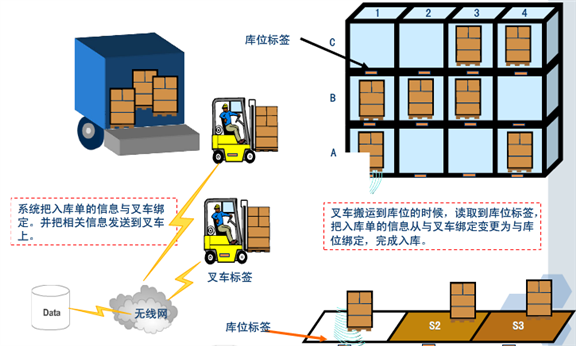 库位标签
1 2 3 4
C
B
A
系统把入库单的信息与叉车绑
定。并把相关信息发送到叉车
上。
叉车搬运到库位的时候，读取到库位标签，
把入库单的信息从与叉车绑定变更为与库
位绑定，完成入库。
叉车标签
Data
无线网
库位标签
S2
S3